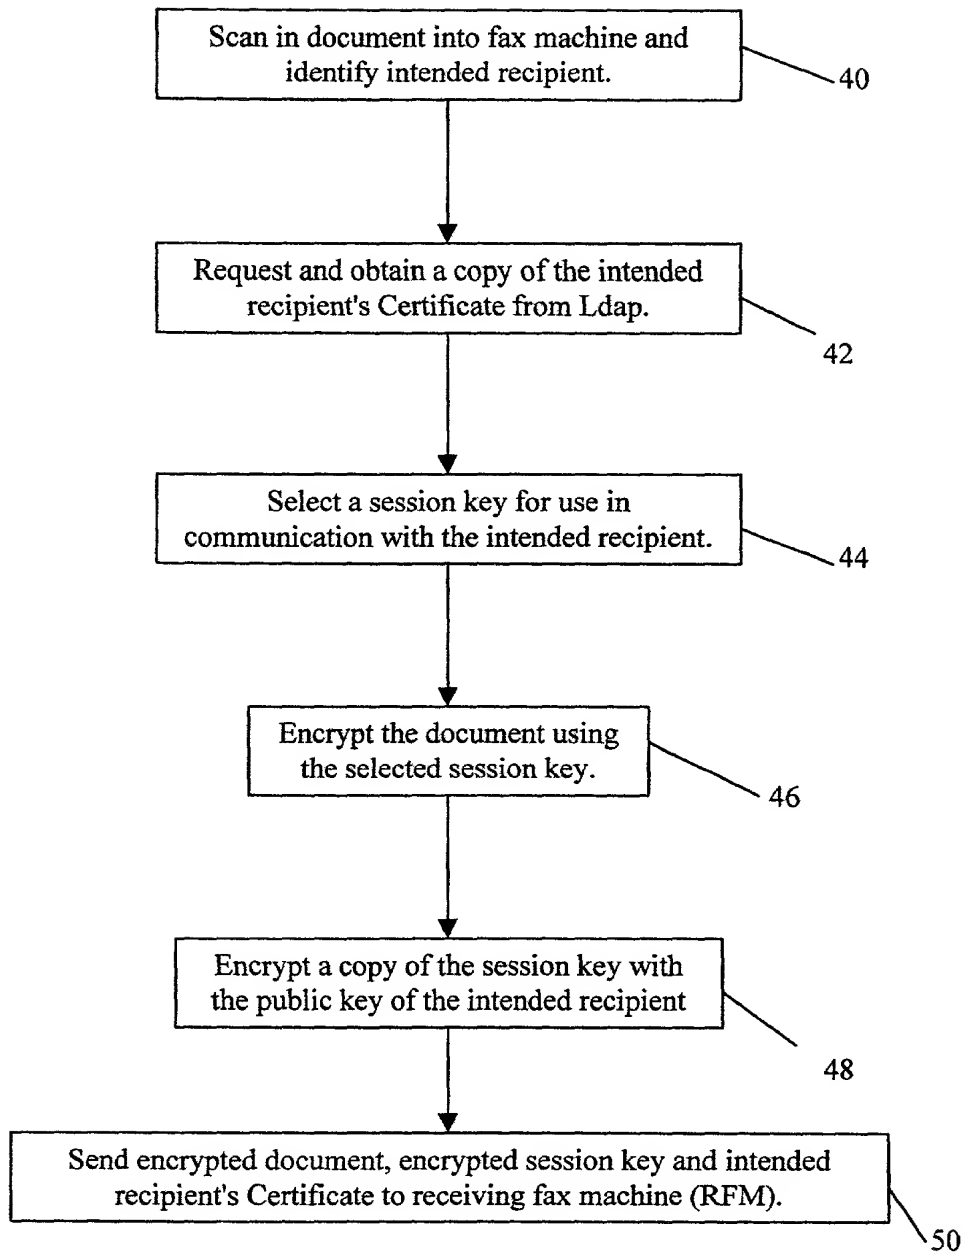 Scan in document into fax machine and
identify intended recipient.
40
Request and obtain a copy of the intended
recipient's Certificate from Ldap.
42
Select a session key for use in
communication with the intended recipient.
44
Encrypt the document using
the selected session key.
46
Encrypt a copy of the session key with
the public key of the intended recipient
48
Send encrypted document, encrypted session key and intended
recipient's Certificate to receiving fax machine (RFM).
50